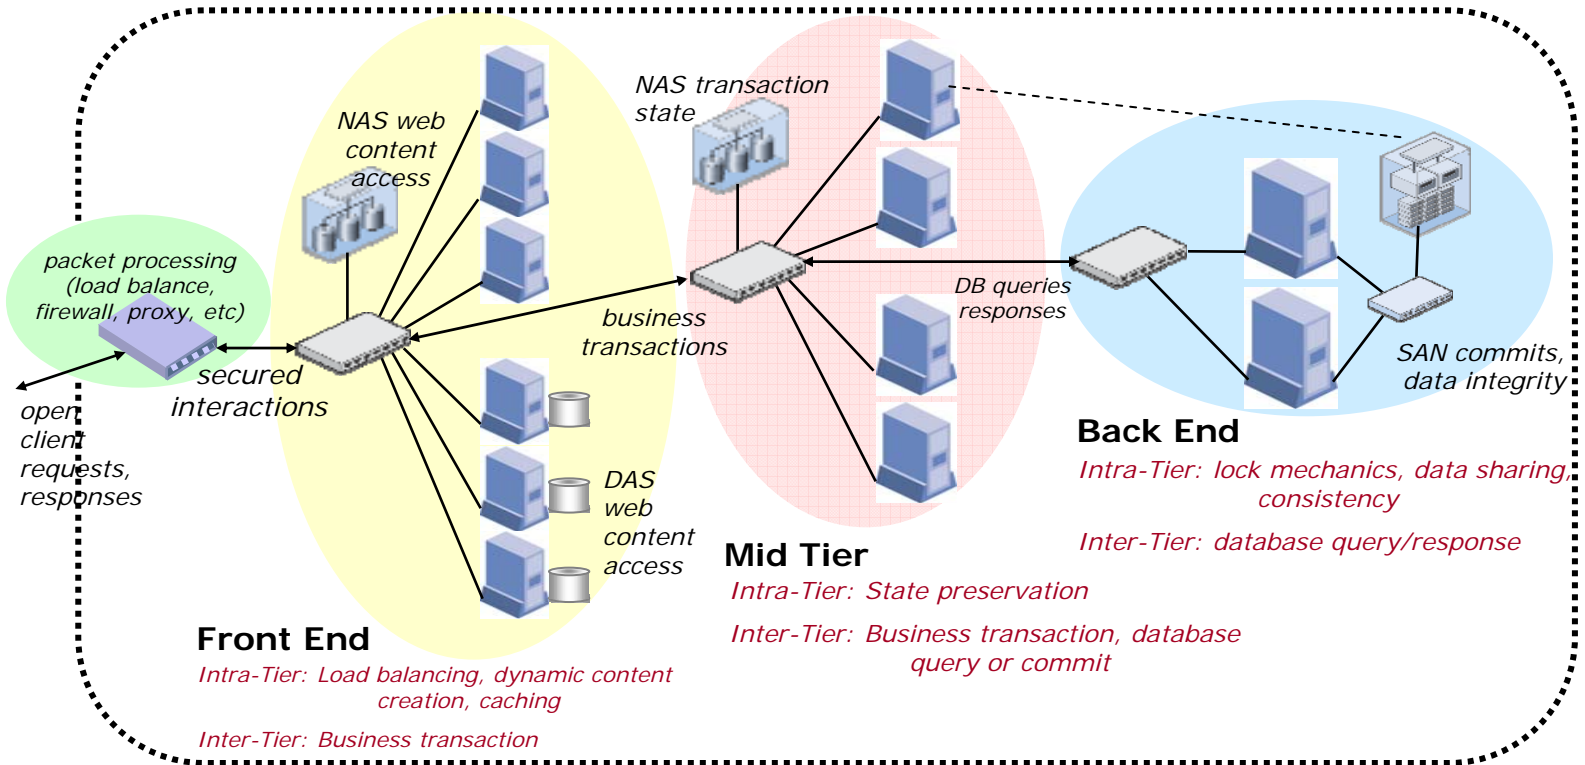 packet processing
(load balance,
firewall, proxy, etc)
open
client
requests,
responses
secured
interactions
NAS web
content
access
DAS
web
content
access
Front End
Intra-Tier: Load balancing, dynamic content
creation, caching
Inter-Tier: Business transaction
business
transactions
NAS transaction
state
Mid Tier
Intra-Tier: State preservation
Inter-Tier: Business transaction, database
query or commit
DB queries
responses
SAN commits,
data integrity
Back End
Intra-Tier: lock mechanics, data sharing,
consistency
Inter-Tier: database query/response